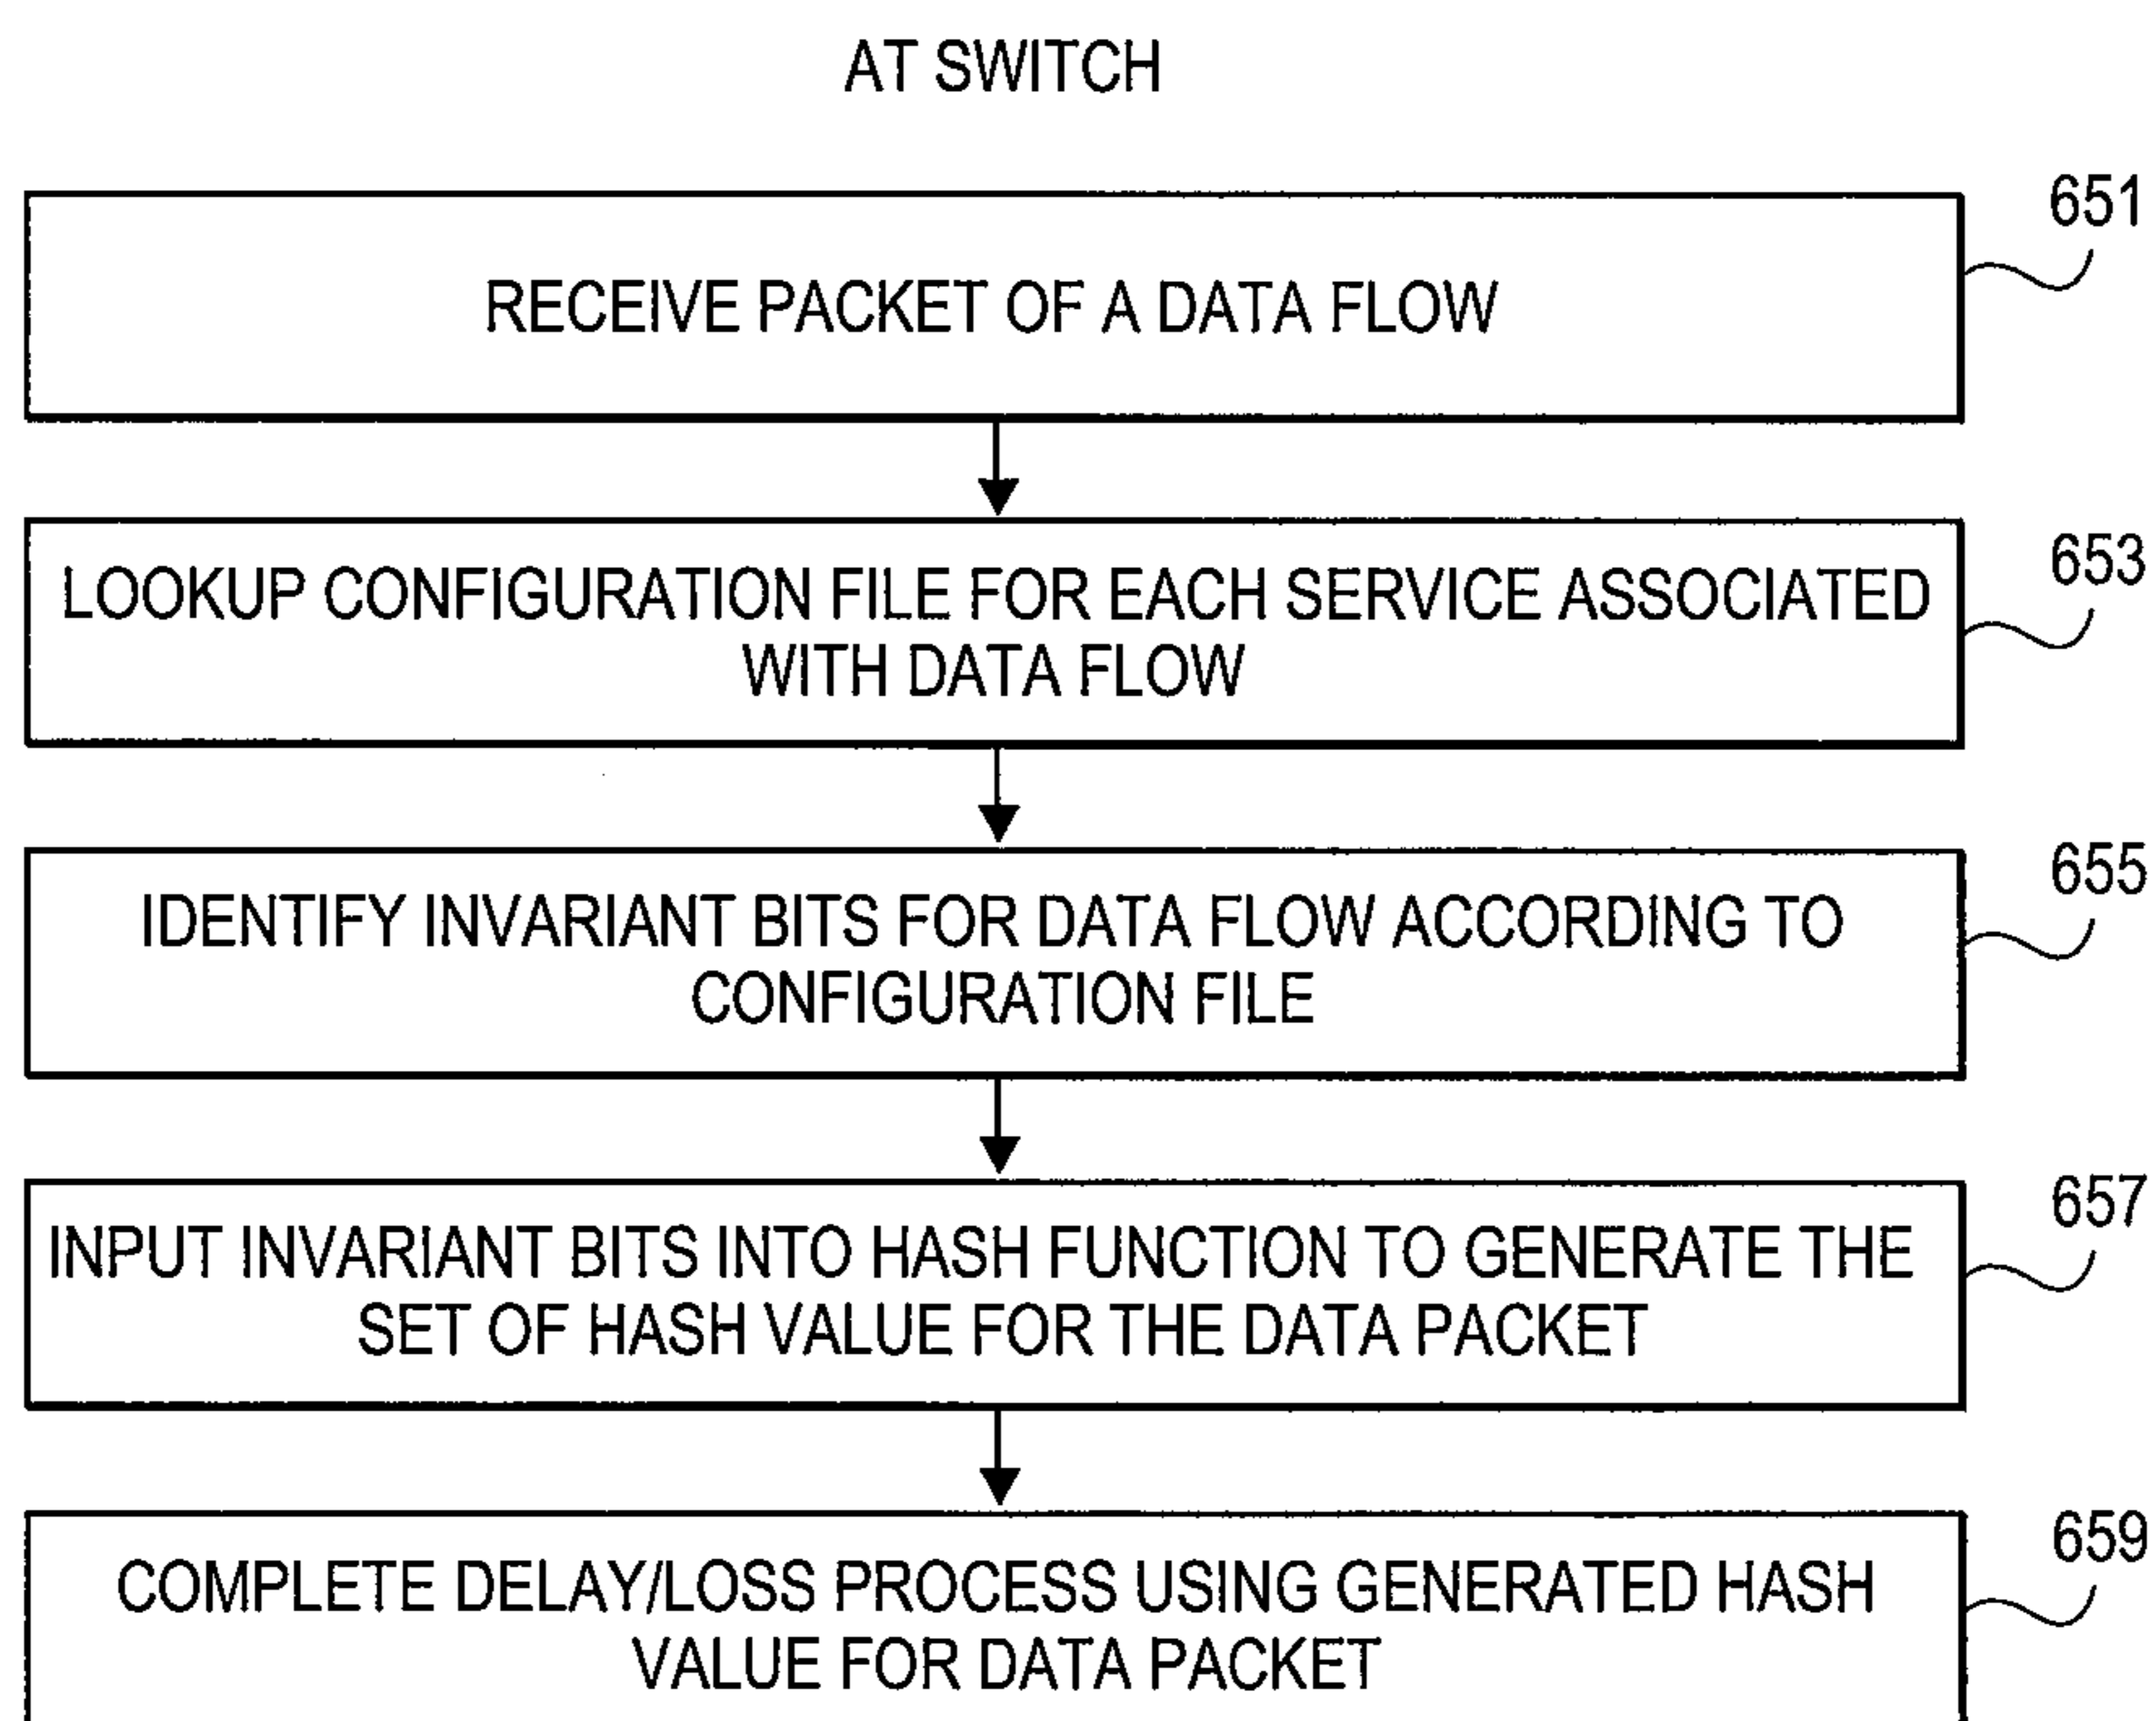 AT SWITCH
651
RECEIVE PACKET OF A DATA FLOW
653
LOOKUP CONFIGURATION FILE FOR EACH SERVICE ASSOCIATED
WITH DATA FLOW
655
IDENTIFY INVARIANT BITS FOR DATA FLOW ACCORDING TO
CONFIGURATION FILE
657
INPUT INVARIANT BITS INTO HASH FUNCTION TO GENERATE THE
SET OF HASH VALUE FOR THE DATA PACKET
659
COMPLETE DELAY/LOSS PROCESS USING GENERATED HASH
VALUE FOR DATA PACKET